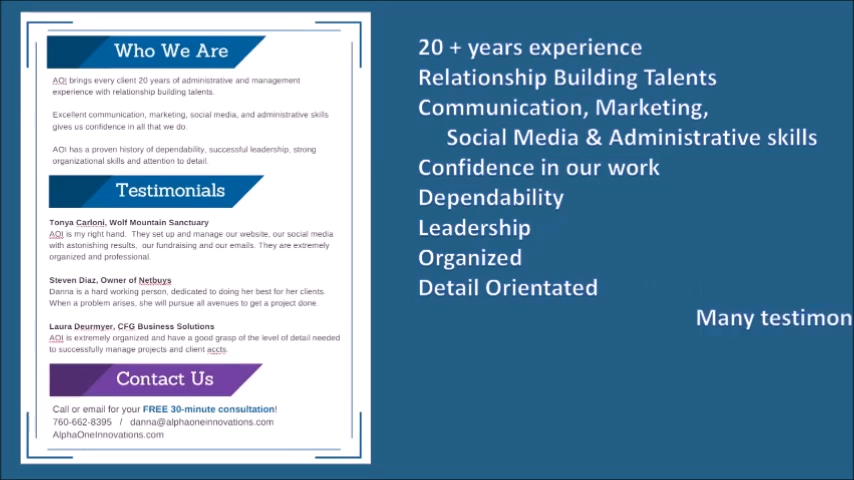 Who We Are
AOI brings every client 20 years of administrative and management
experience with relationship building talents.
Excellent communication, marketing, social media, and administrative skills
gives us confidence in all that we do.
AOI has a proven history of dependability, successful leadership, strong
organizational skills and attention to detail.
Testimonials
Tonya Carloni, Wolf Mountain Sanctuary
AOI is my right hand. They set up and manage our website, our social media
with astonishing results, our fundraising and our emails. They are extremely
organized and professional.
Steven Diaz, Owner of Netbuys
Danna is a hard working person, dedicated to doing her best for her clients.
When a problem arises, she will pursue all avenues to get a project done.
Laura Deurmyer, CFG Business Solutions
AOI is extremely organized and have a good grasp of the level of detail needed
to successfully manage projects and client accts.
Contact Us
Call or email for your FREE 30-minute consultation!
760-662-8395 / danna@alphaoneinnovations.com
AlphaOneInnovations.com
20 + years experience
Relationship Building Talents
Communication, Marketing,
Social Media & Administrative skills
Confidence in our work
Dependability
Leadership
Organized
Detail Orientated
Many testimon